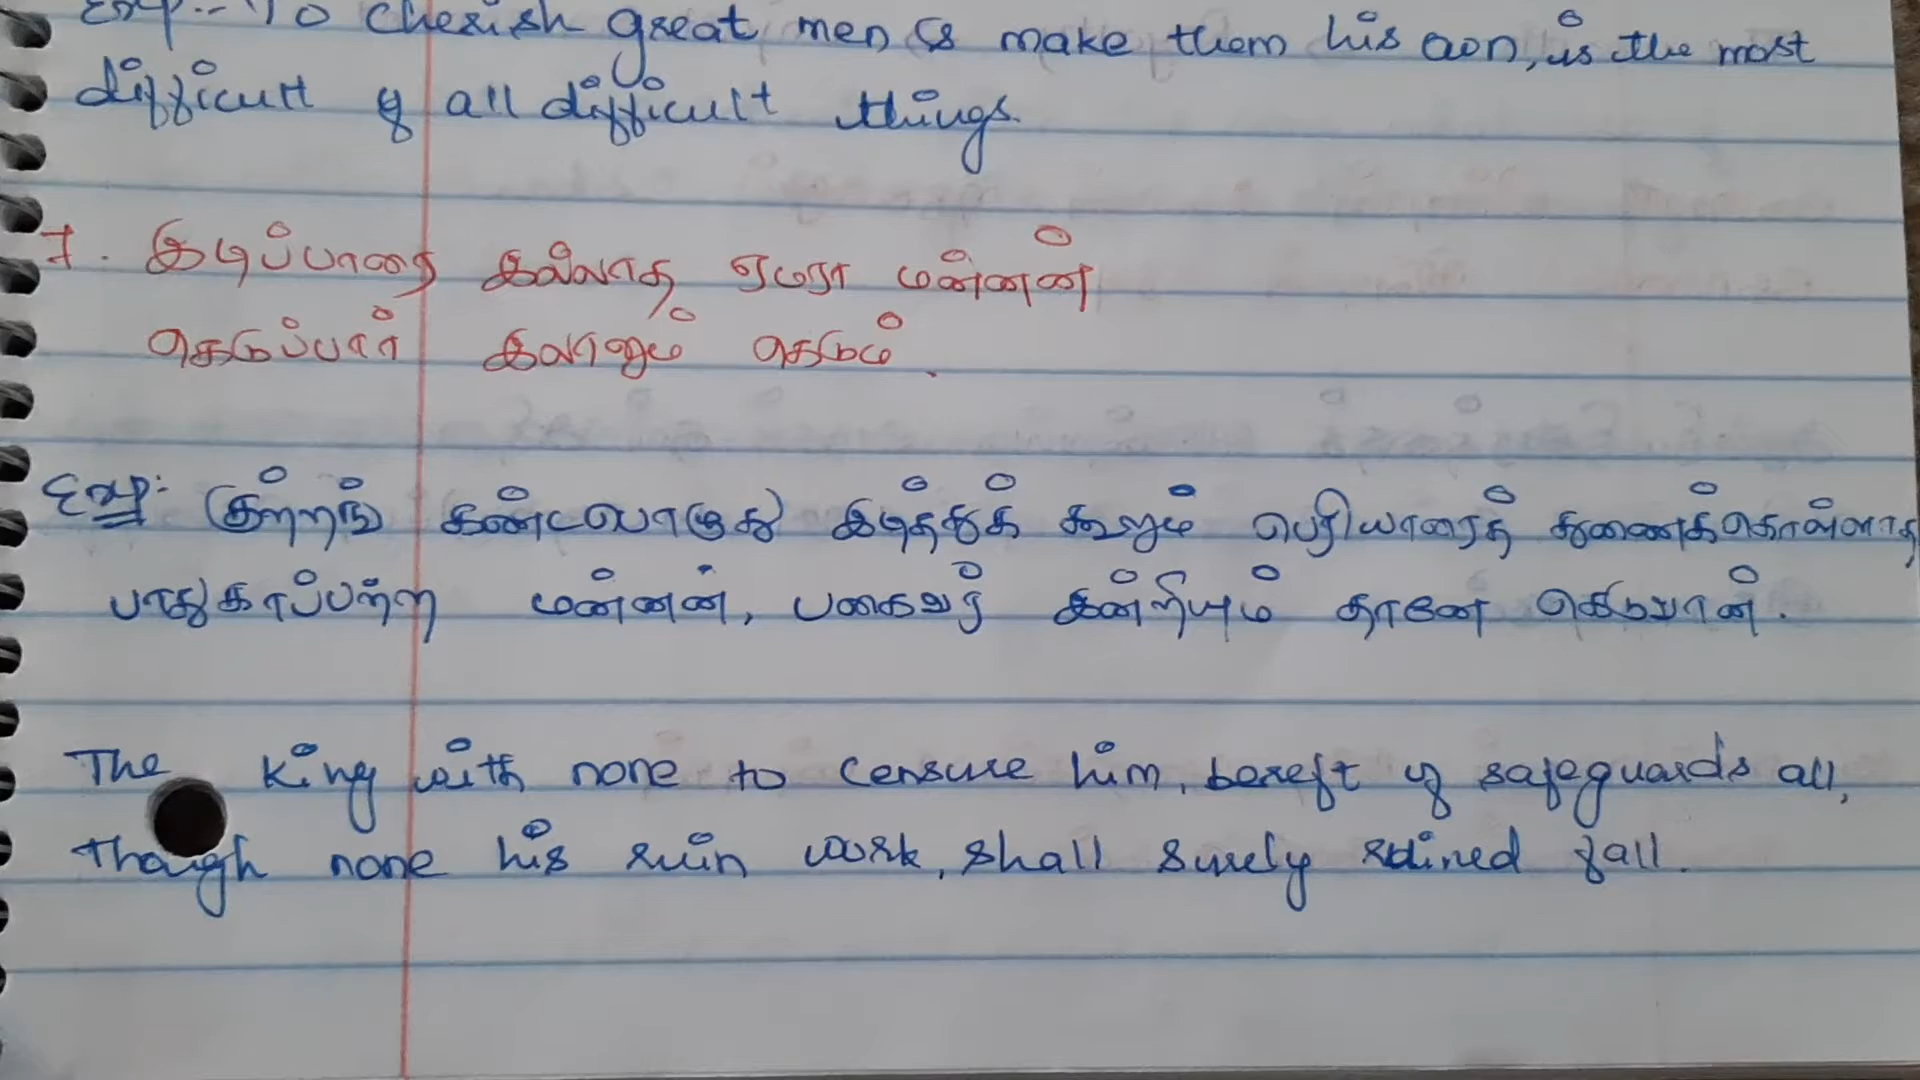 Exp:- To cherish great men & make them his own, is the most
difficult of all difficult things.
7. இடிப்பாரை இல்லாத ஏமரா மன்னன்
கெடுப்பார் இலானும் கெடும்.
Exp: குற்றங் கண்டபொழுது இடித்துக் கூறும் பெரியாரைத் துணைக்கொள்ளாத
பாதுகாப்பற்ற மன்னன், பகைவர் இன்றியும் தானே கெடுவான்.
The King with none to censure him, bereft of safeguards all,
Though none his ruin work, shall surely ruined fall.